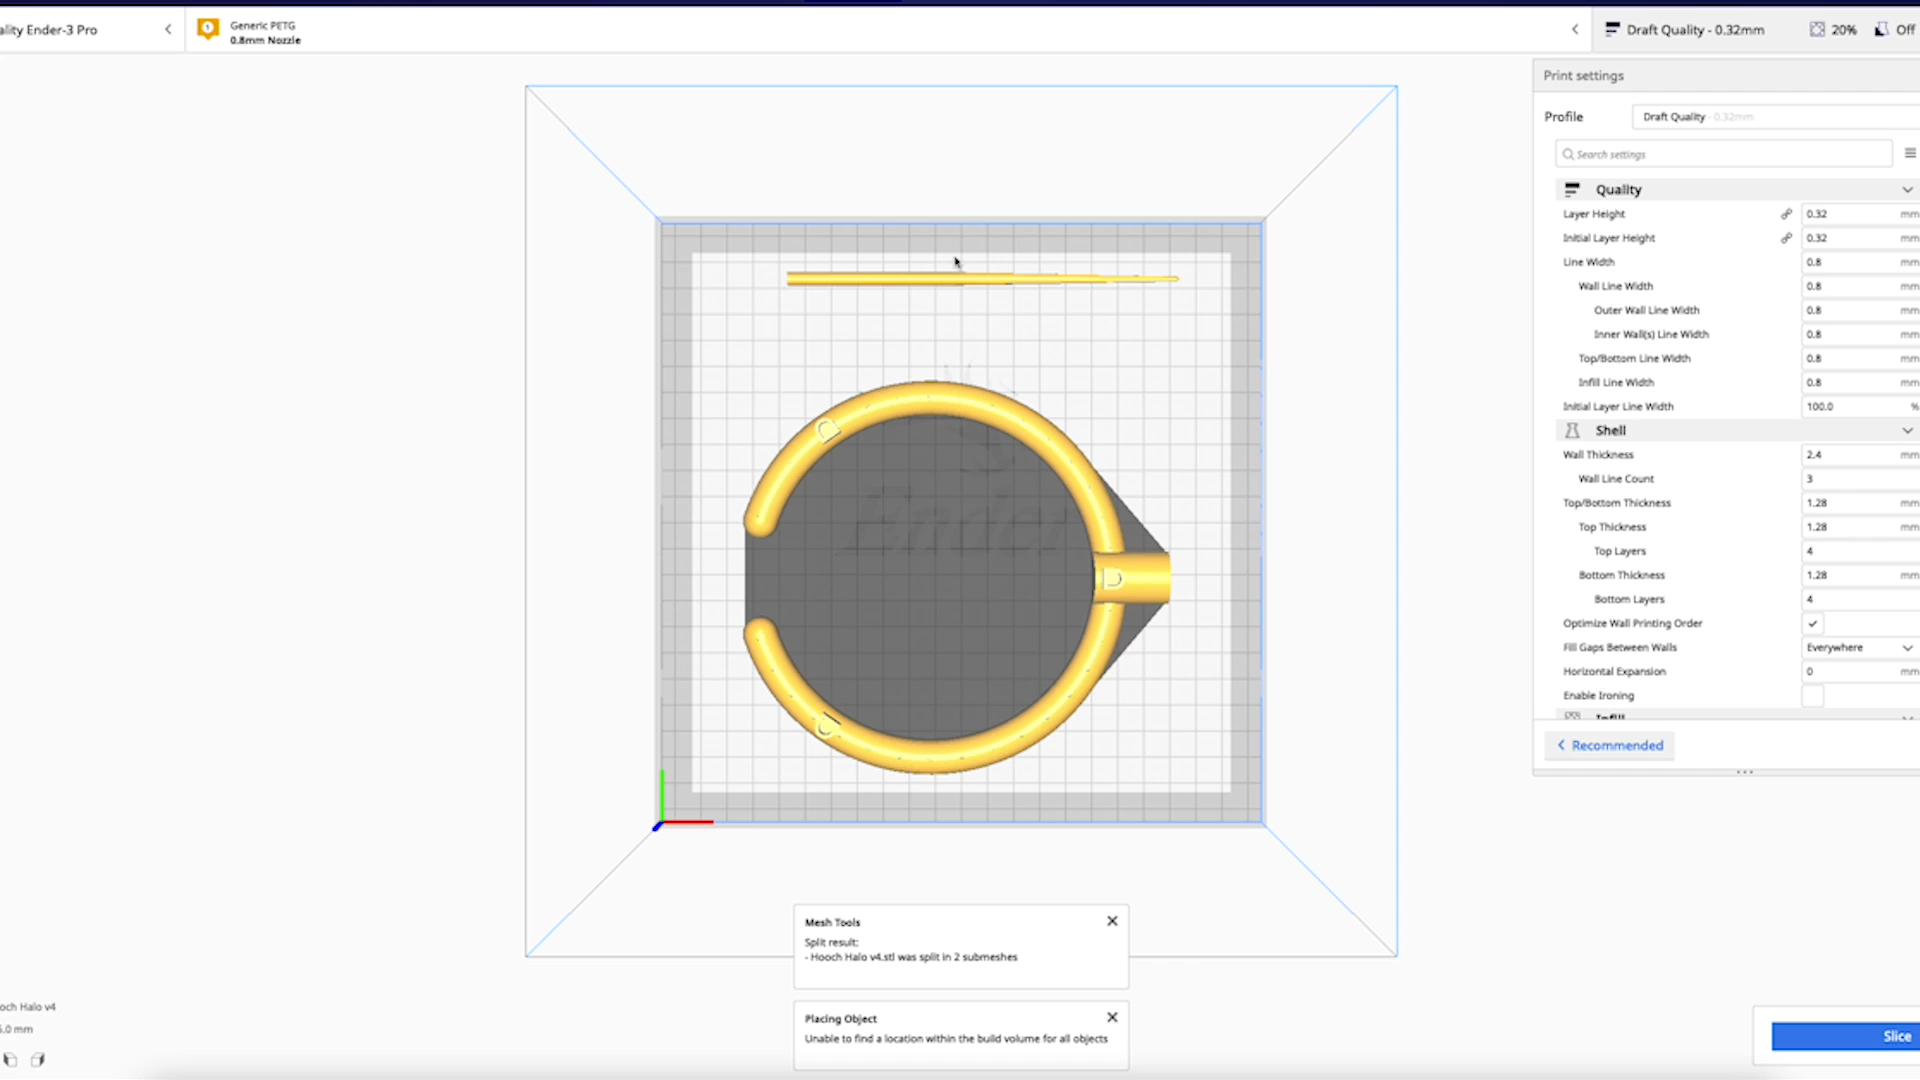 ality Ender-3 Pro
Generic PETG
0.8mm Nozzle
Draft Quality - 0.32mm
20%
Off
Print settings
Profile
Draft Quality - 0.32mm
Search settings
Quality
Layer Height 0.32 mm
Initial Layer Height 0.32 mm
Line Width 0.8 mm
Wall Line Width 0.8 mm
Outer Wall Line Width 0.8 mm
Inner Wall(s) Line Width 0.8 mm
Top/Bottom Line Width 0.8 mm
Infill Line Width 0.8 mm
Initial Layer Line Width 100.0 %
Shell
Wall Thickness 2.4 mm
Wall Line Count 3
Top/Bottom Thickness 1.28 mm
Top Thickness 1.28 mm
Top Layers 4
Bottom Thickness 1.28 mm
Bottom Layers 4
Optimize Wall Printing Order
Fill Gaps Between Walls Everywhere
Horizontal Expansion 0 mm
Enable Ironing
Infill
Recommended
Ender
Mesh Tools
Split result:
- Hooch Halo v4.stl was split in 2 submeshes
Placing Object
Unable to find a location within the build volume for all objects
och Halo v4
5.0 mm
Slice